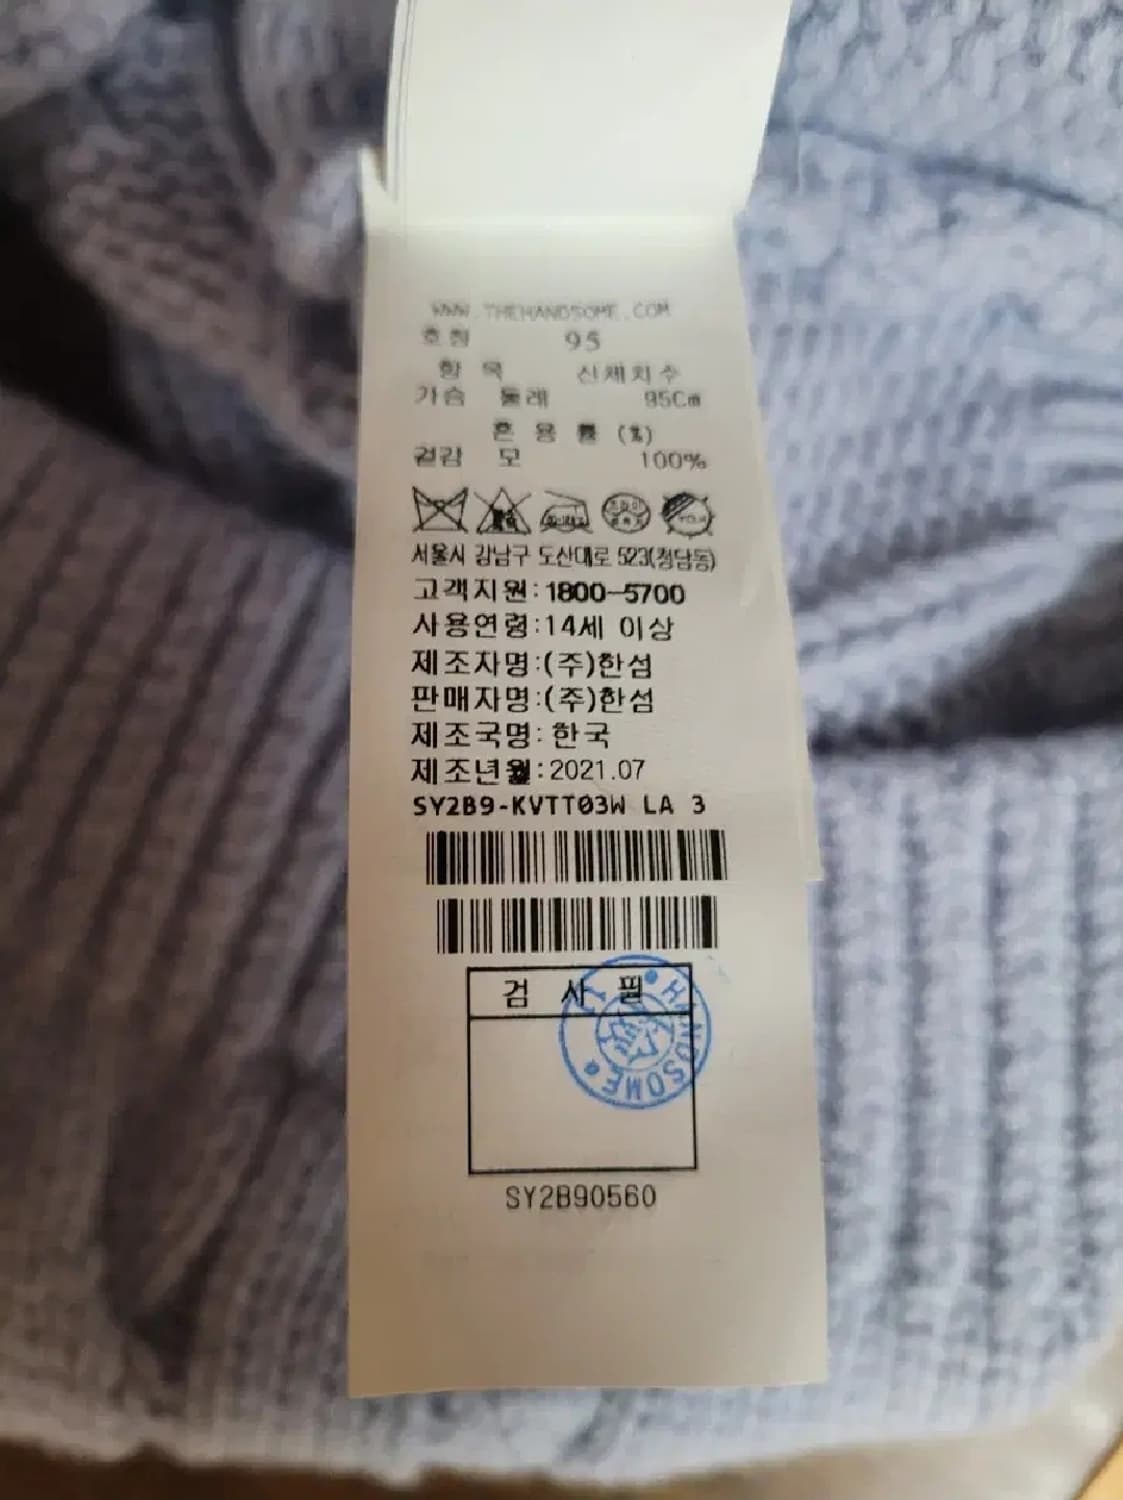 WWW.THEHANDSOME.COM
호칭 95
항 목 신체치수
가슴 둘레 95Cm
혼 용 률 (%)
겉감 모 100%
서울시 강남구 도산대로 523(청담동)
고객지원:1800-5700
사용연령:14세 이상
제조자명:(주)한섬
판매자명:(주)한섬
제조국명:한국
제조년월:2021.07
SY2B9-KVTT03W LA 3
검 사 필
HANDSOME
SY2B90560